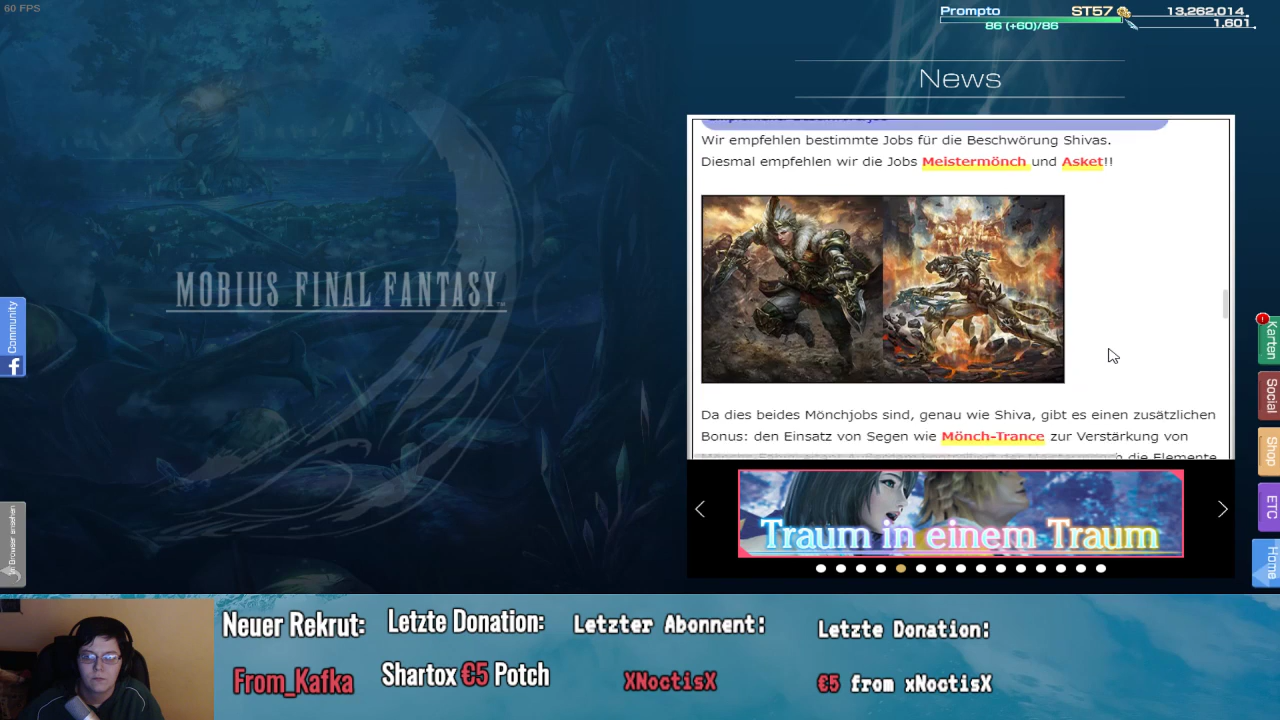 60 FPS
Prompto ST57 13,262,014
86 (+60)/86 1,601
News
Wir empfehlen bestimmte Jobs für die Beschwörung Shivas.
Diesmal empfehlen wir die Jobs Meistermönch und Asket!!
MOBIUS FINAL FANTASY
Da dies beides Mönchjobs sind, genau wie Shiva, gibt es einen zusätzlichen
Bonus: den Einsatz von Segen wie Mönch-Trance zur Verstärkung von
die Elemente
Traum in einem Traum
Community
Browser ansehen
Karten
Social
Shop
ETC
Home
Neuer Rekrut:
From_Kafka
Letzte Donation:
Shartox €5 Potch
Letzter Abonnent:
XNoctisX
Letzte Donation:
€5 from xNoctisX